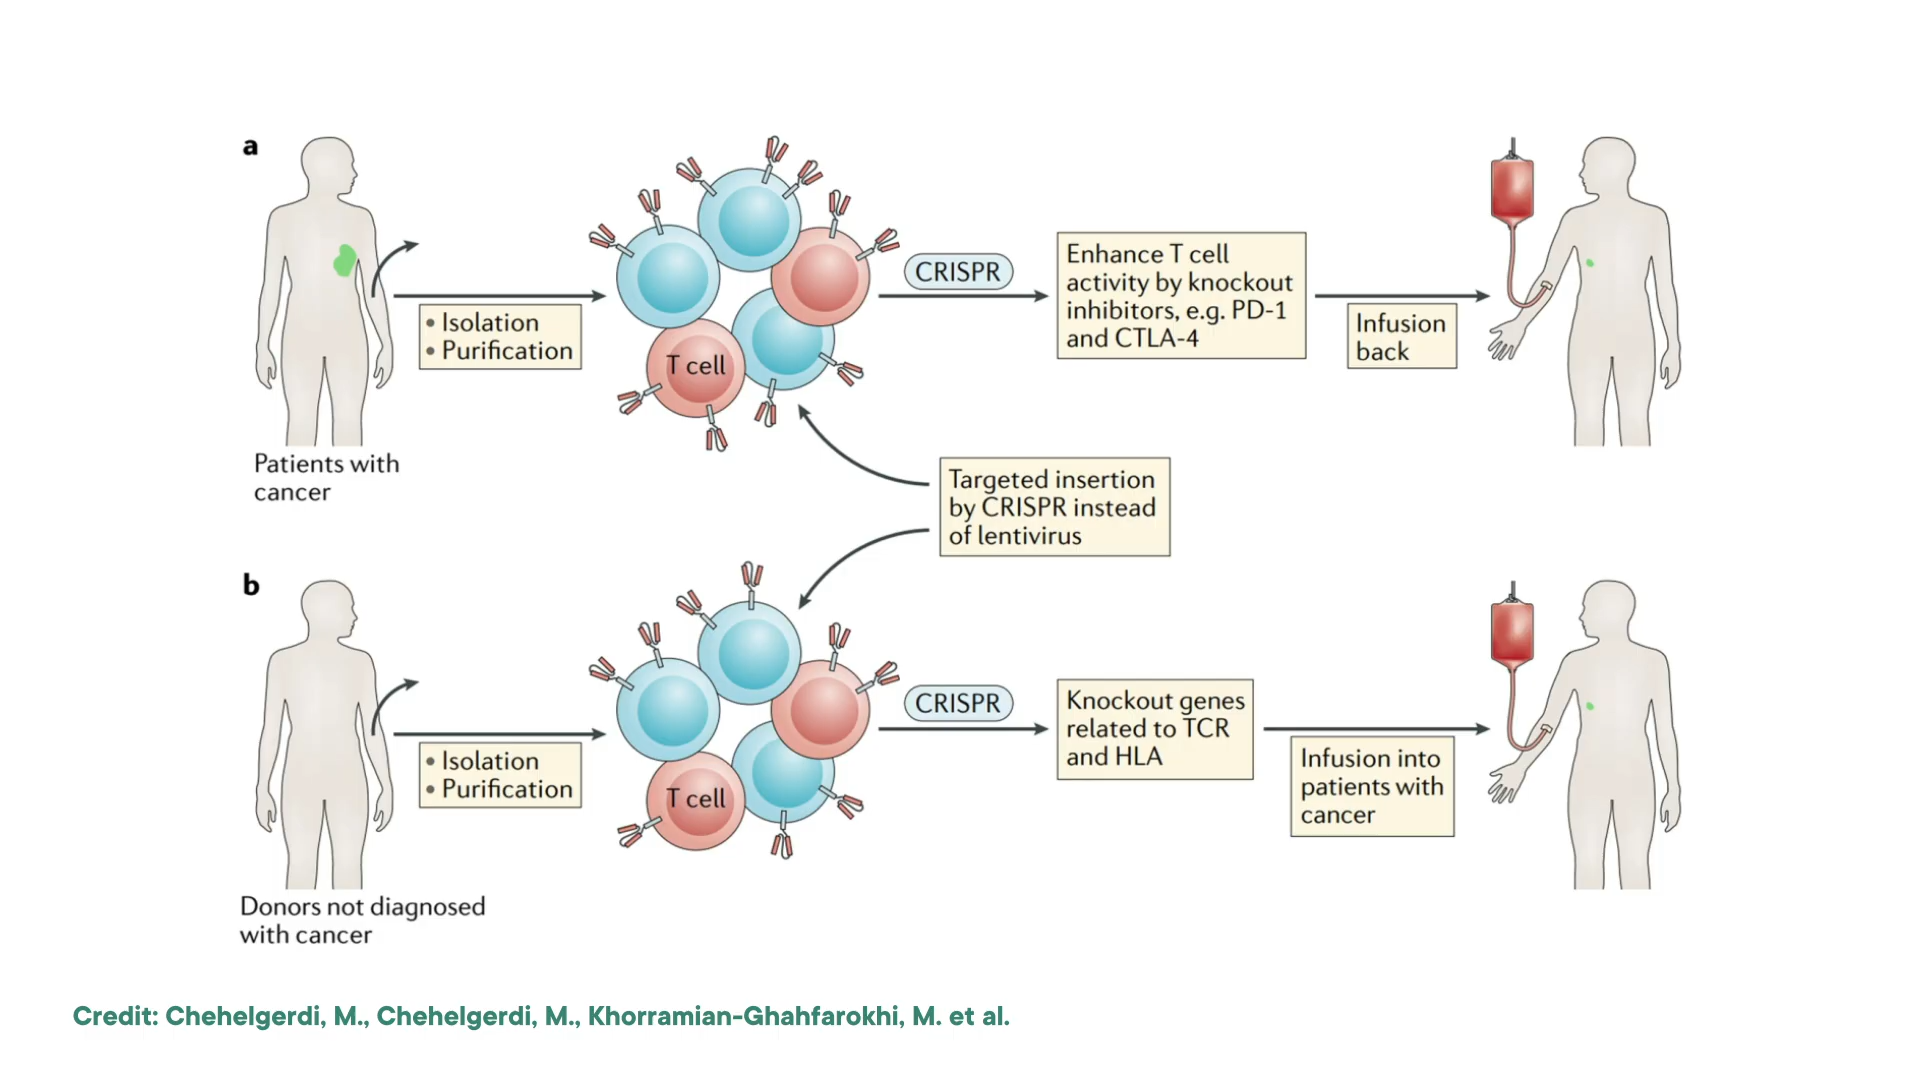 a
Patients with
cancer
• Isolation
• Purification
T cell
CRISPR
Enhance T cell
activity by knockout
inhibitors, e.g. PD-1
and CTLA-4
Infusion
back
Targeted insertion
by CRISPR instead
of lentivirus
b
Donors not diagnosed
with cancer
• Isolation
• Purification
T cell
CRISPR
Knockout genes
related to TCR
and HLA
Infusion into
patients with
cancer
Credit: Chehelgerdi, M., Chehelgerdi, M., Khorramian-Ghahfarokhi, M. et al.